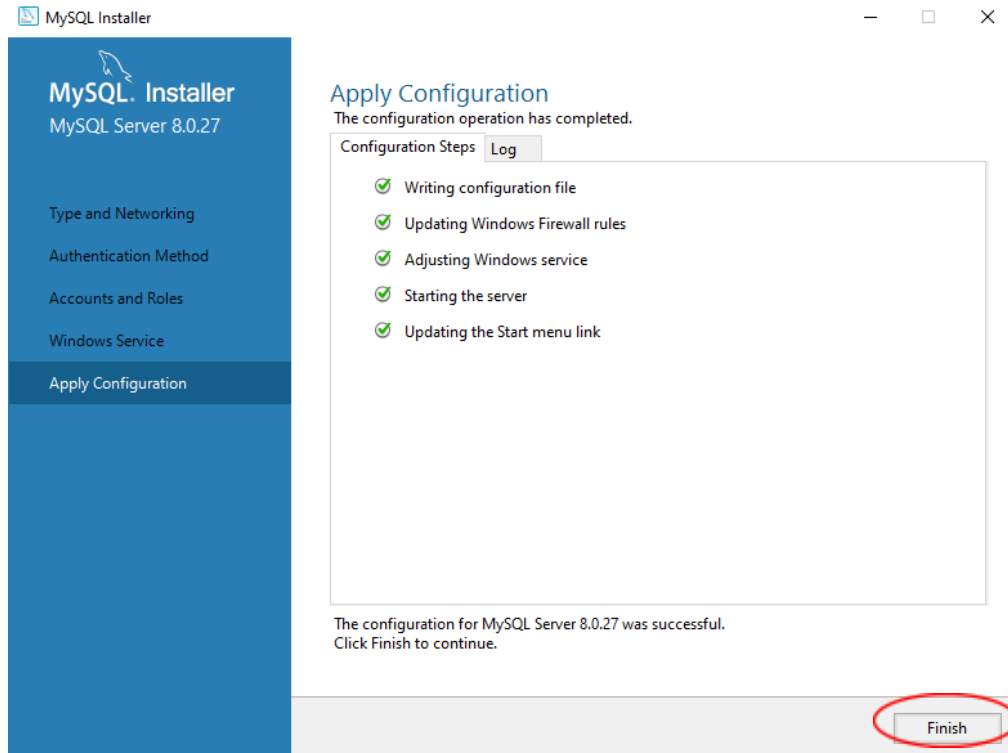 MySQL Installer
MySQL. Installer
MySQL Server 8.0.27
Type and Networking
Authentication Method
Accounts and Roles
Windows Service
Apply Configuration
Apply Configuration
The configuration operation has completed.
Configuration Steps
Log
Writing configuration file
Updating Windows Firewall rules
Adjusting Windows service
Starting the server
Updating the Start menu link
The configuration for MySQL Server 8.0.27 was successful.
Click Finish to continue.
Finish